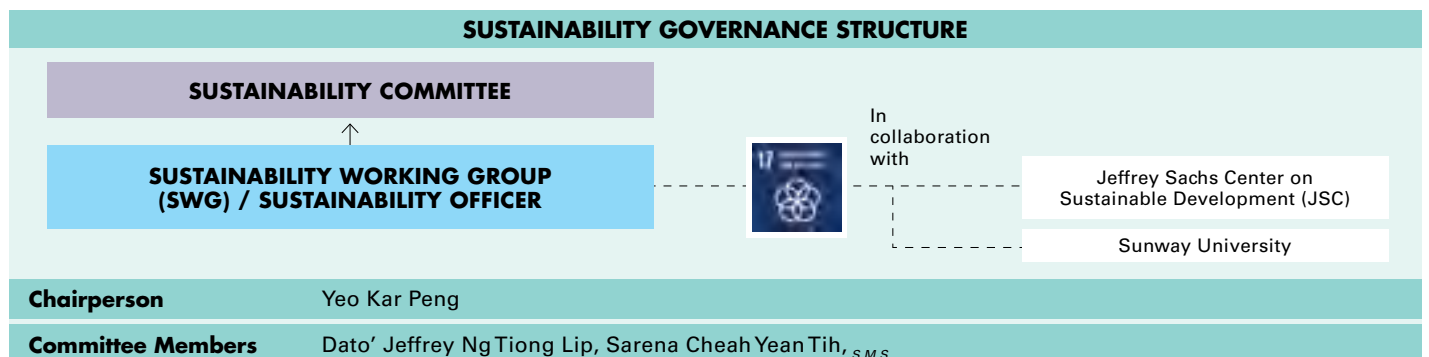 SUSTAINABILITY GOVERNANCE STRUCTURE
SUSTAINABILITY COMMITTEE
SUSTAINABILITY WORKING GROUP
(SWG) / SUSTAINABILITY OFFICER
17
In
collaboration
with
Jeffrey Sachs Center on
Sustainable Development (JSC)
Sunway University
Chairperson Yeo Kar Peng
Committee Members Dato' Jeffrey Ng Tiong Lip, Sarena Cheah Yean Tih, S.M.S.